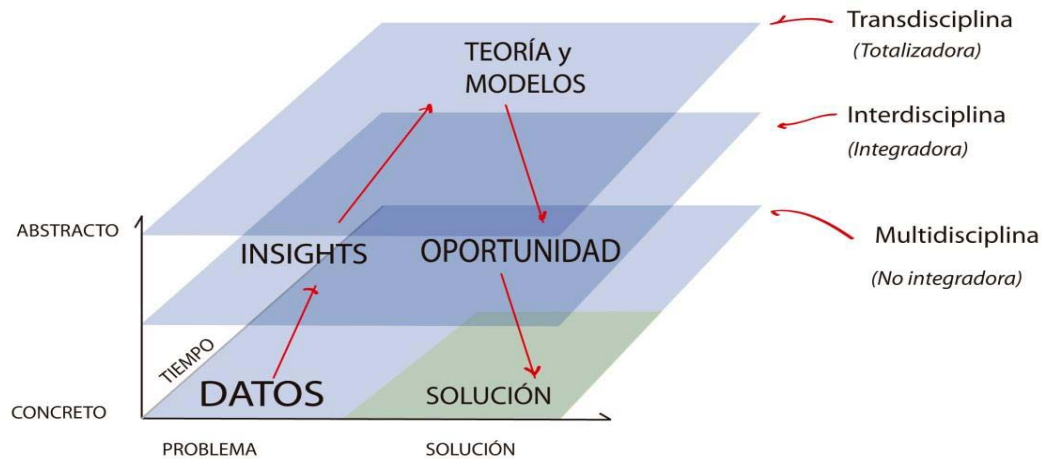 Transdisciplina
(Totalizadora)
TEORÍA y
MODELOS
Interdisciplina
(Integradora)
ABSTRACTO
INSIGHTS
OPORTUNIDAD
Multidisciplina
(No integradora)
TIEMPO
DATOS
SOLUCIÓN
CONCRETO
PROBLEMA
SOLUCIÓN